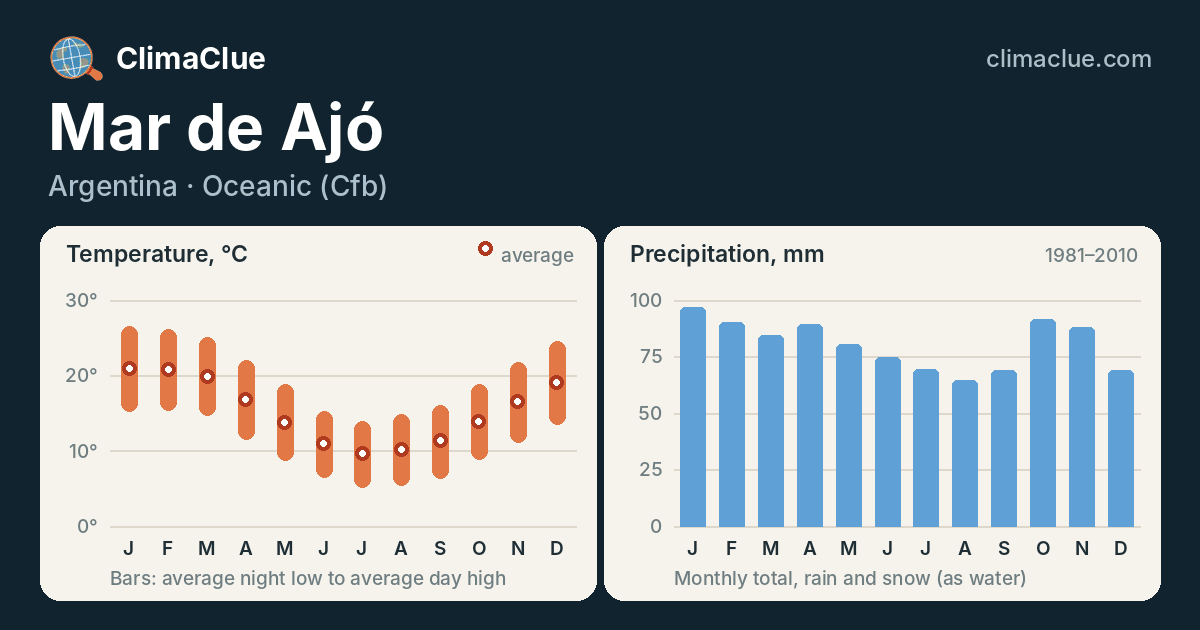 ClimaClue
climaclue.com
Mar de Ajó
Argentina · Oceanic (Cfb)
Temperature, °C
average
30°
20°
10°
0°
J F M A M J J A S O N D
Bars: average night low to average day high
Precipitation, mm
1981–2010
100
75
50
25
0
J F M A M J J A S O N D
Monthly total, rain and snow (as water)